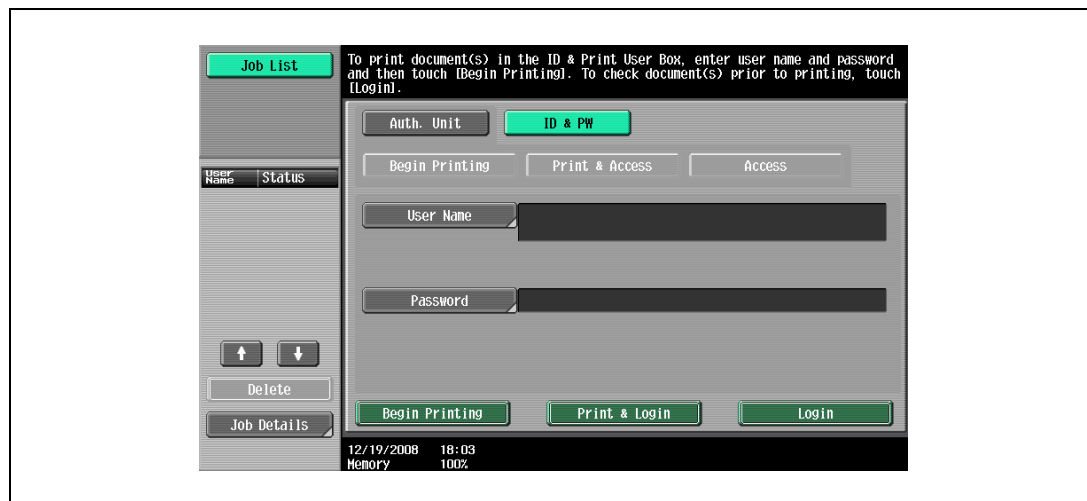 Job List
To print document(s) in the ID & Print User Box, enter user name and password
and then touch [Begin Printing]. To check document(s) prior to printing, touch
[Login].
Auth. Unit
ID & PW
Begin Printing
Print & Access
Access
User Name
Status
User Name
Password
Delete
Job Details
Begin Printing
Print & Login
Login
12/19/2008 18:03
Memory 100%